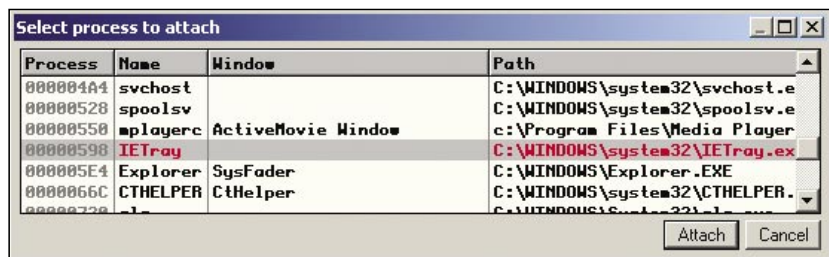 Select process to attach
Process Name Window Path
000004A4 svchost C:\WINDOWS\system32\svchost.e
00000528 spoolsv C:\WINDOWS\system32\spoolsv.e
00000550 mplayerc ActiveMovie Window c:\Program Files\Media Player
00000598 IETray C:\WINDOWS\system32\IETray.ex
000005E4 Explorer SysFader C:\WINDOWS\Explorer.EXE
0000066C CTHELPER CtHelper C:\WINDOWS\system32\CTHELPER.
Attach Cancel